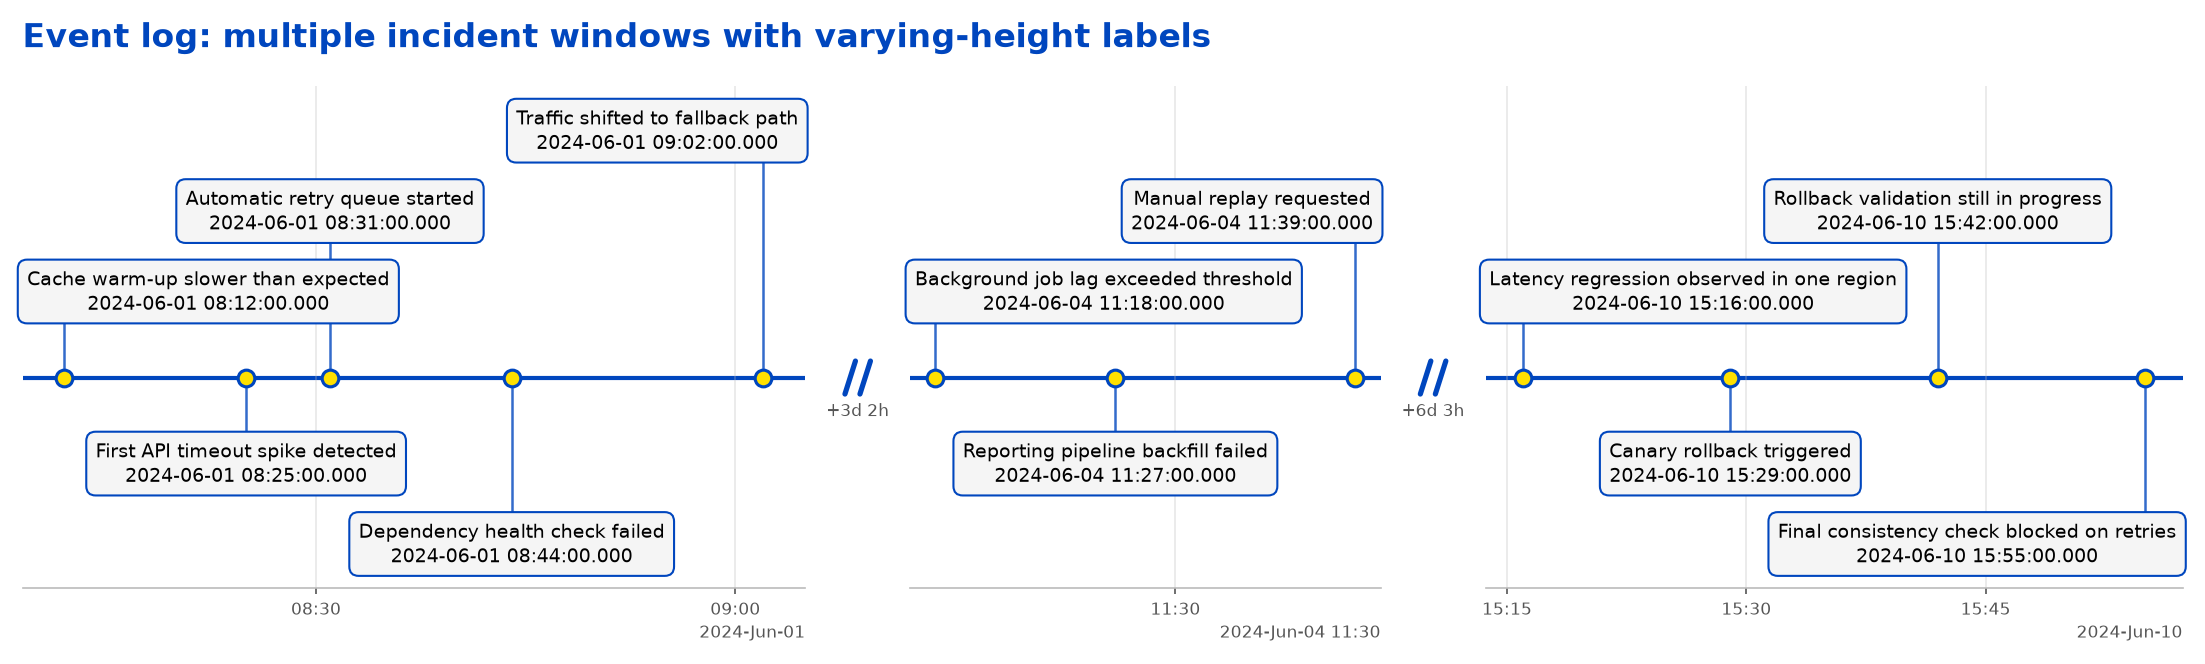 Event log: multiple incident windows with varying-height labels
Traffic shifted to fallback path
2024-06-01 09:02:00.000
Automatic retry queue started
2024-06-01 08:31:00.000
Cache warm-up slower than expected
2024-06-01 08:12:00.000
First API timeout spike detected
2024-06-01 08:25:00.000
Dependency health check failed
2024-06-01 08:44:00.000
08:30
09:00
2024-Jun-01
+3d 2h
Manual replay requested
2024-06-04 11:39:00.000
Background job lag exceeded threshold
2024-06-04 11:18:00.000
Reporting pipeline backfill failed
2024-06-04 11:27:00.000
11:30
2024-Jun-04 11:30
+6d 3h
Rollback validation still in progress
2024-06-10 15:42:00.000
Latency regression observed in one region
2024-06-10 15:16:00.000
Canary rollback triggered
2024-06-10 15:29:00.000
Final consistency check blocked on retries
2024-06-10 15:55:00.000
15:15
15:30
15:45
2024-Jun-10